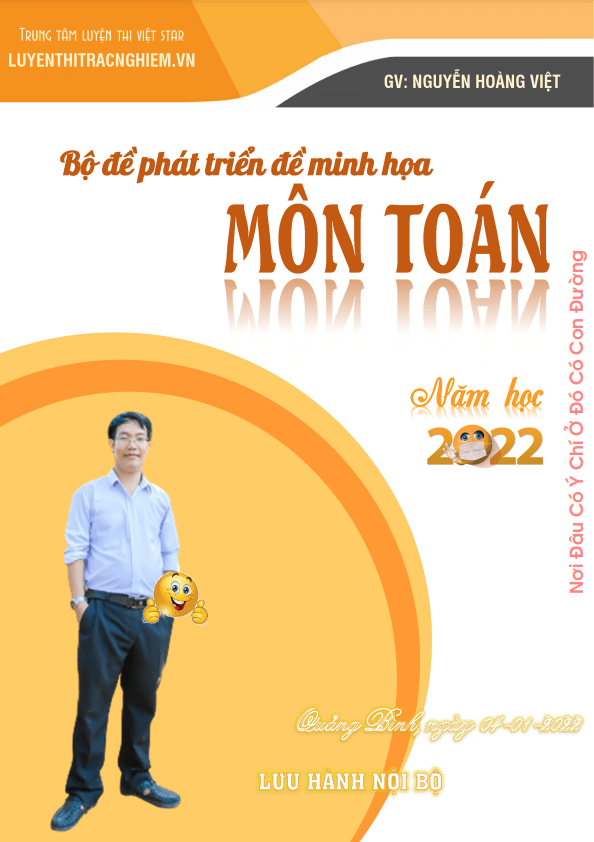 TRUNG TÂM LUYỆN THI VIỆT STAR
LUYENTHITRACNGHIEM.VN
GV: NGUYỄN HOÀNG VIỆT
Bộ đề phát triển đề minh họa
MÔN TOÁN
Năm học
2022
Nơi Đâu Có Ý Chí Ở Đó Có Con Đường
Quảng Bình, ngày 04-01-2022
LƯU HÀNH NỘI BỘ